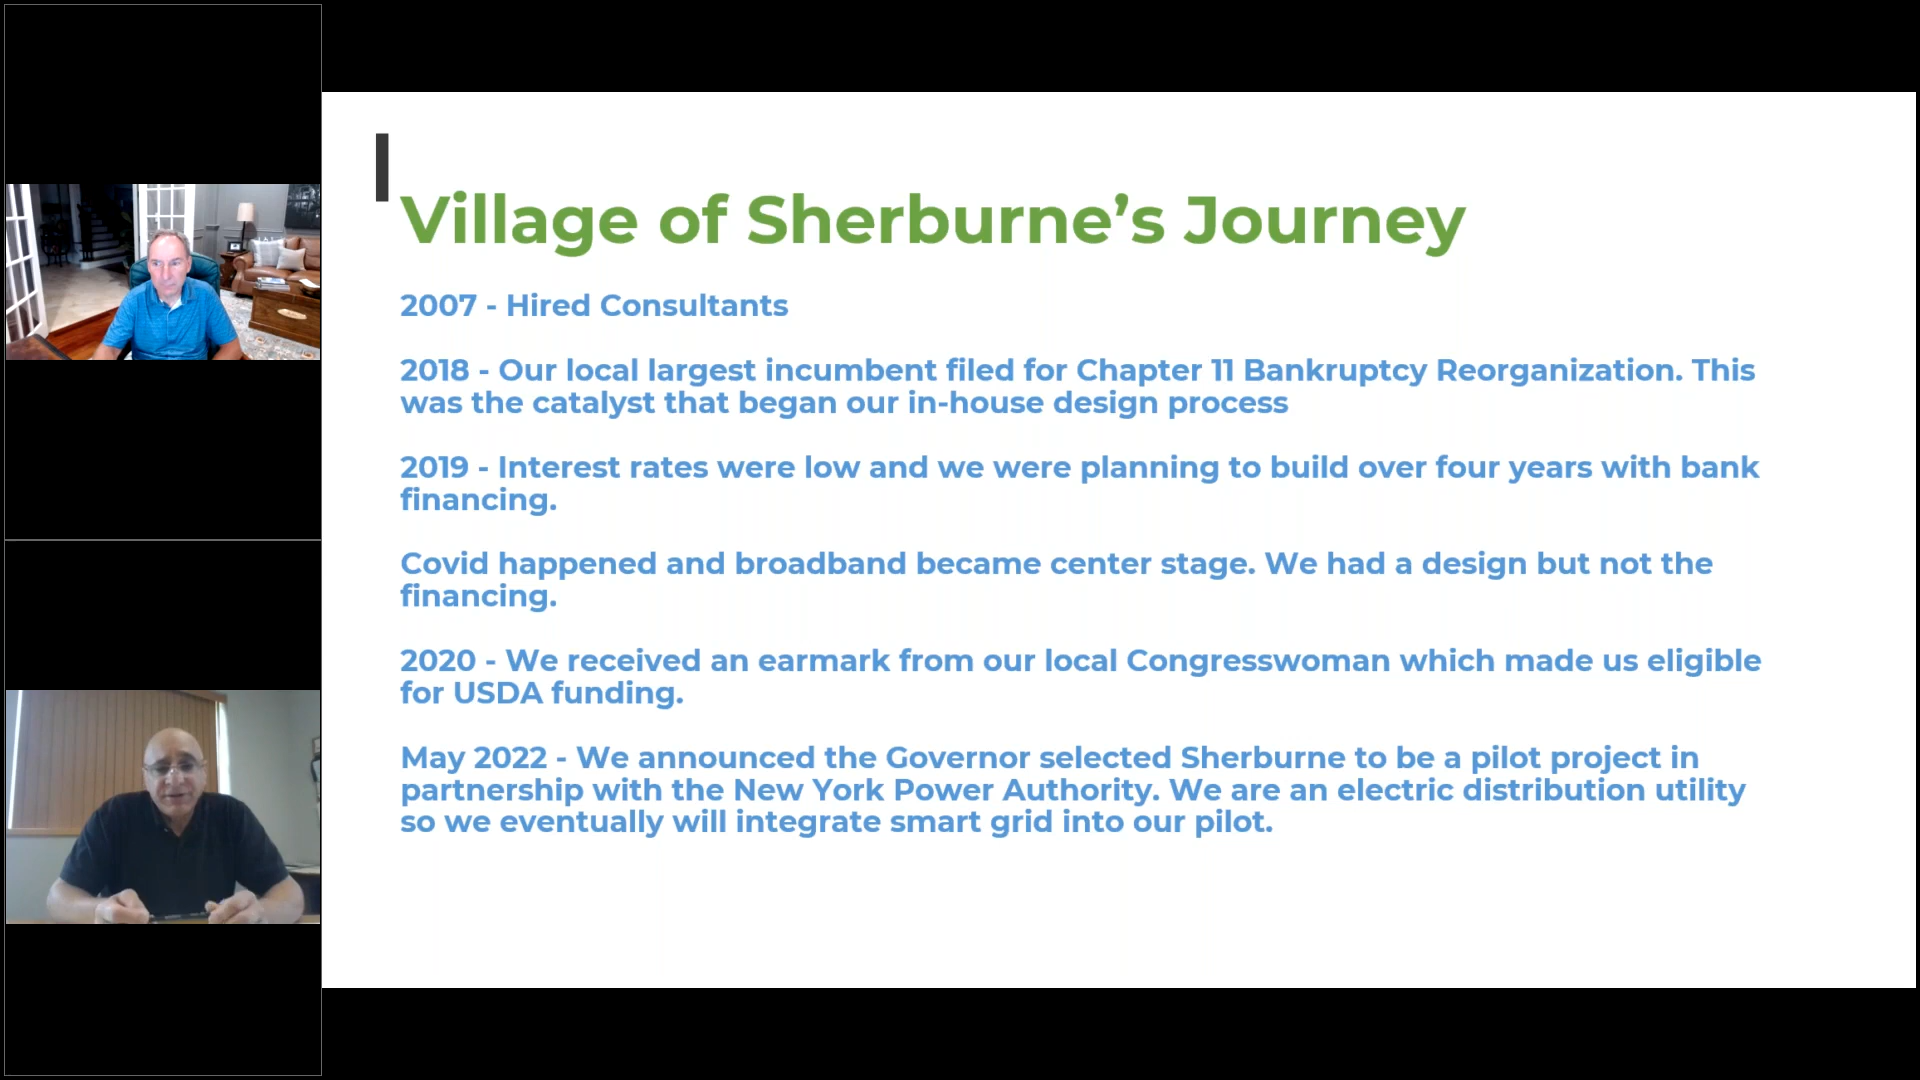 Village of Sherburne’s Journey
2007 - Hired Consultants
2018 - Our local largest incumbent filed for Chapter 11 Bankruptcy Reorganization. This
was the catalyst that began our in-house design process
2019 - Interest rates were low and we were planning to build over four years with bank
financing.
Covid happened and broadband became center stage. We had a design but not the
financing.
2020 - We received an earmark from our local Congresswoman which made us eligible
for USDA funding.
May 2022 - We announced the Governor selected Sherburne to be a pilot project in
partnership with the New York Power Authority. We are an electric distribution utility
so we eventually will integrate smart grid into our pilot.